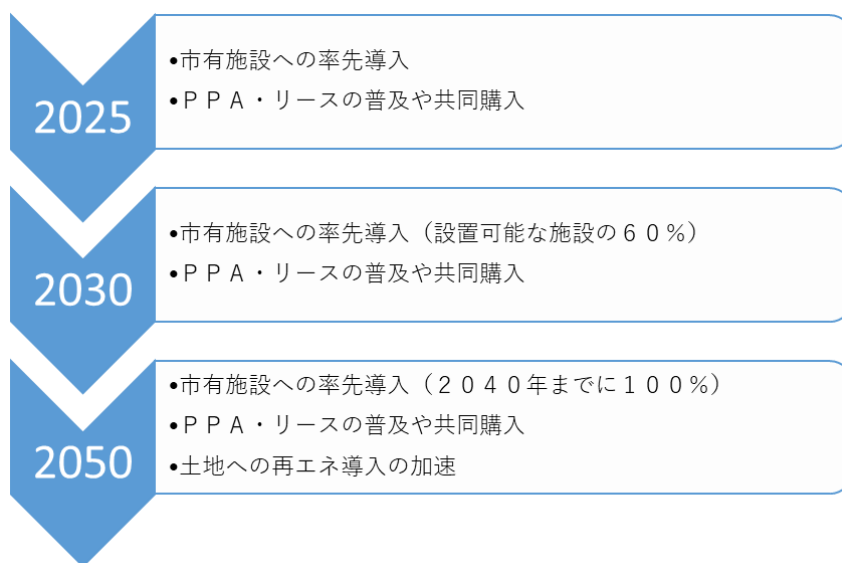 2025
•市有施設への率先導入
•ＰＰＡ・リースの普及や共同購入
2030
•市有施設への率先導入（設置可能な施設の６０％）
•ＰＰＡ・リースの普及や共同購入
2050
•市有施設への率先導入（２０４０年までに１００％）
•ＰＰＡ・リースの普及や共同購入
•土地への再エネ導入の加速